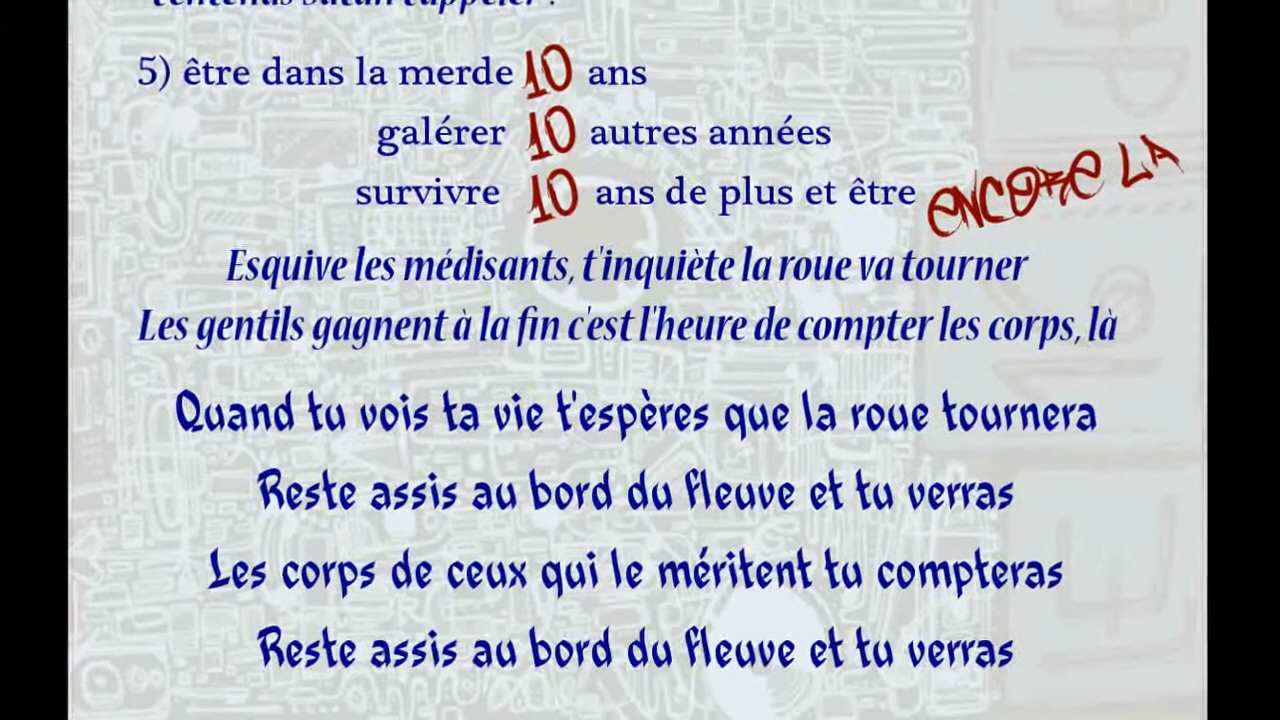 t'entends Satan t'appeler !
5) être dans la merde 10 ans
galérer 10 autres années
survivre 10 ans de plus et être ENCORE LA
Esquive les médisants, t'inquiète la roue va tourner
Les gentils gagnent à la fin c'est l'heure de compter les corps, là
Quand tu vois ta vie t'espères que la roue tournera
Reste assis au bord du fleuve et tu verras
Les corps de ceux qui le méritent tu compteras
Reste assis au bord du fleuve et tu verras